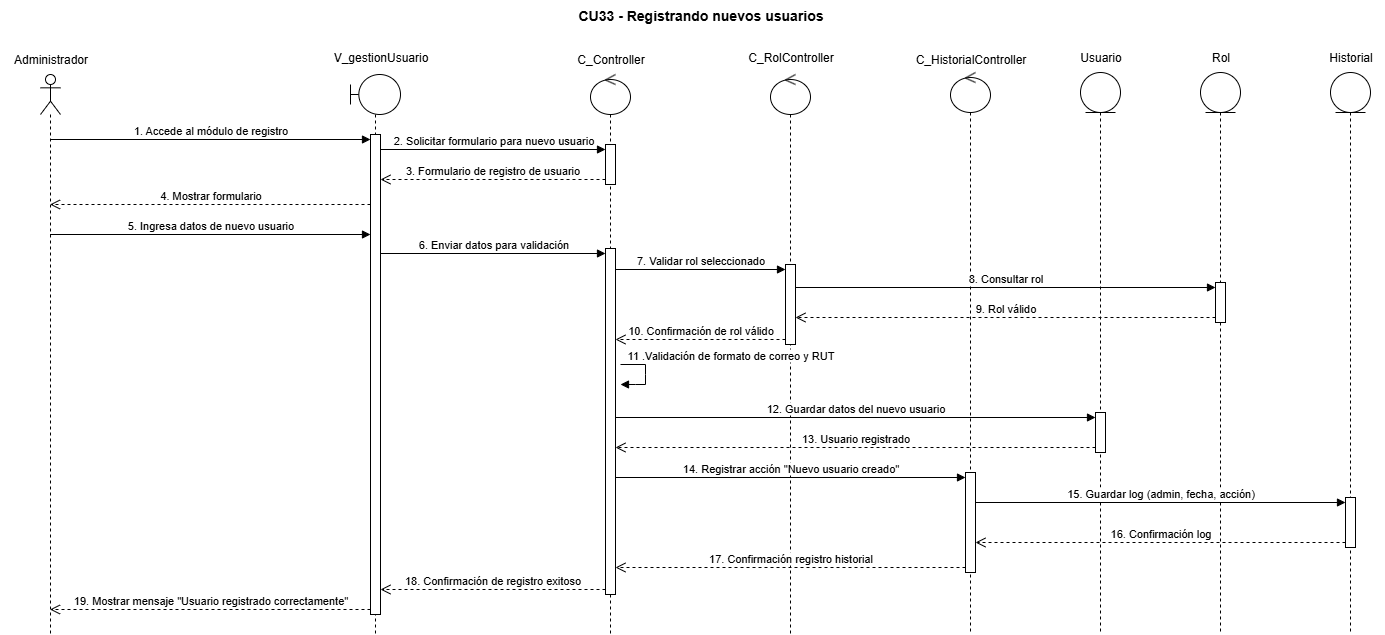 CU33 - Registrando nuevos usuarios
Administrador
V_gestionUsuario
C_Controller
C_RolController
C_HistorialController
Usuario
Rol
Historial
1. Accede al módulo de registro
2. Solicitar formulario para nuevo usuario
3. Formulario de registro de usuario
4. Mostrar formulario
5. Ingresa datos de nuevo usuario
6. Enviar datos para validación
7. Validar rol seleccionado
8. Consultar rol
9. Rol válido
10. Confirmación de rol válido
11 .Validación de formato de correo y RUT
12. Guardar datos del nuevo usuario
13. Usuario registrado
14. Registrar acción "Nuevo usuario creado"
15. Guardar log (admin, fecha, acción)
16. Confirmación log
17. Confirmación registro historial
18. Confirmación de registro exitoso
19. Mostrar mensaje "Usuario registrado correctamente"